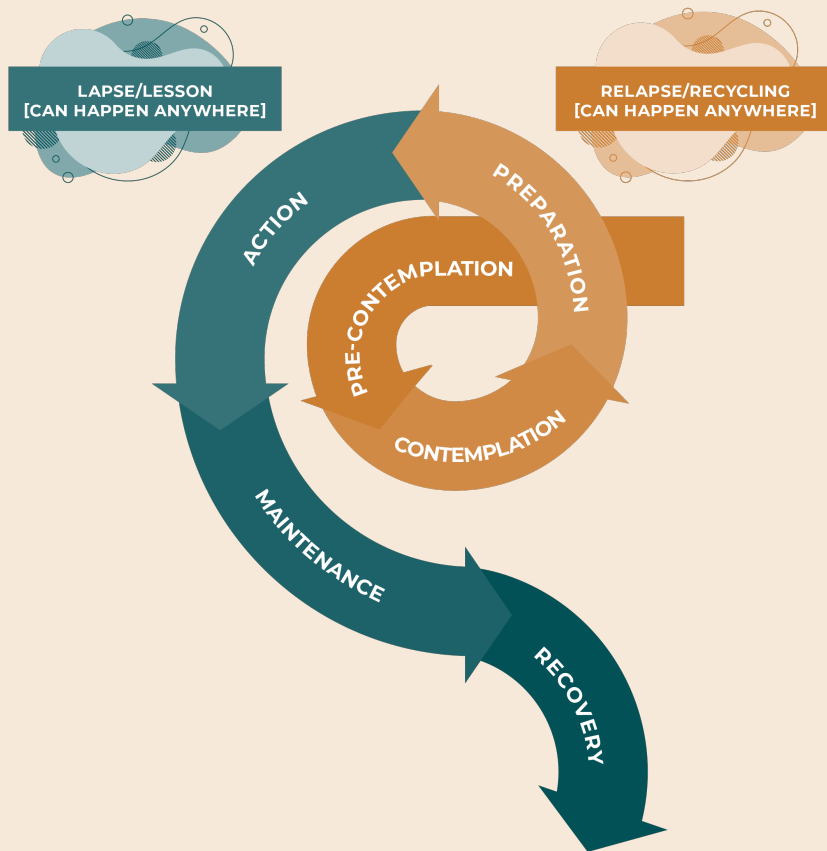 LAPSE/LESSON
[CAN HAPPEN ANYWHERE]
RELAPSE/RECYCLING
[CAN HAPPEN ANYWHERE]
PRE-CONTEMPLATION
CONTEMPLATION
PREPARATION
ACTION
MAINTENANCE
RECOVERY